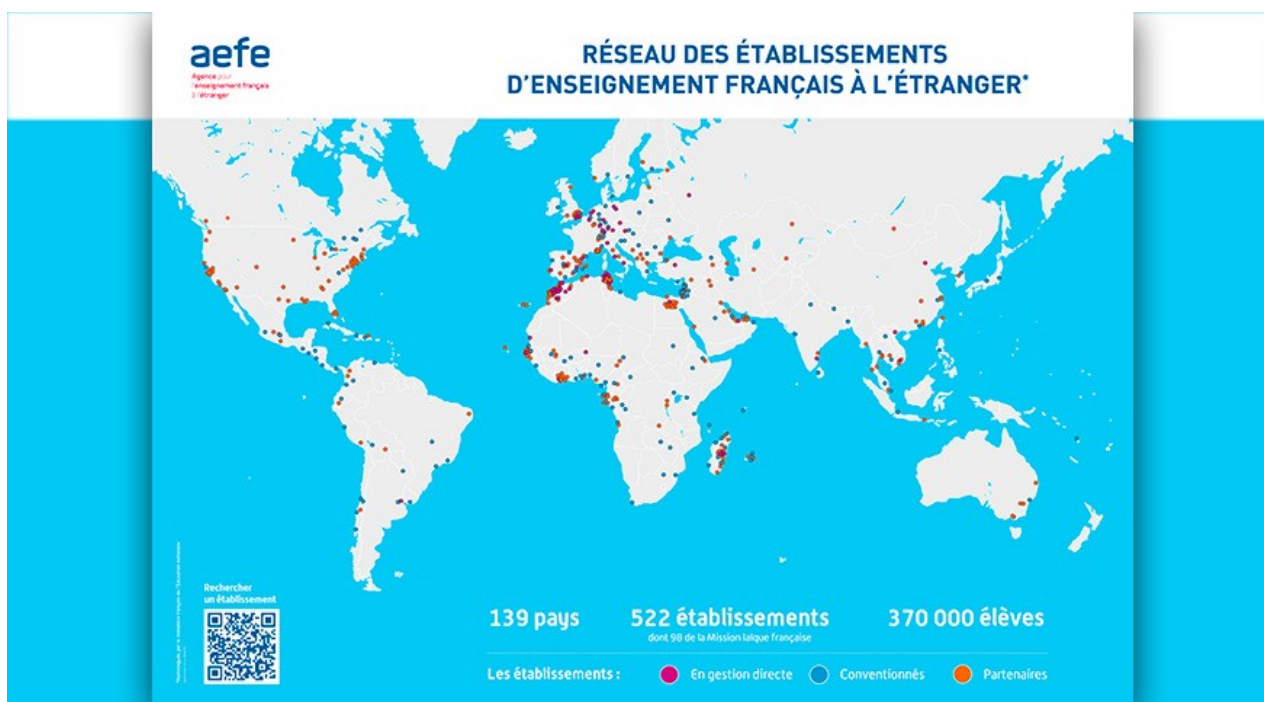 aefe
Agence pour
l'enseignement français
à l'étranger
RÉSEAU DES ÉTABLISSEMENTS
D'ENSEIGNEMENT FRANÇAIS À L'ÉTRANGER*
Rechercher
un établissement
139 pays
522 établissements
370 000 élèves
dont 98 de la Mission laïque française
Les établissements :
En gestion directe
Conventionnés
Partenaires